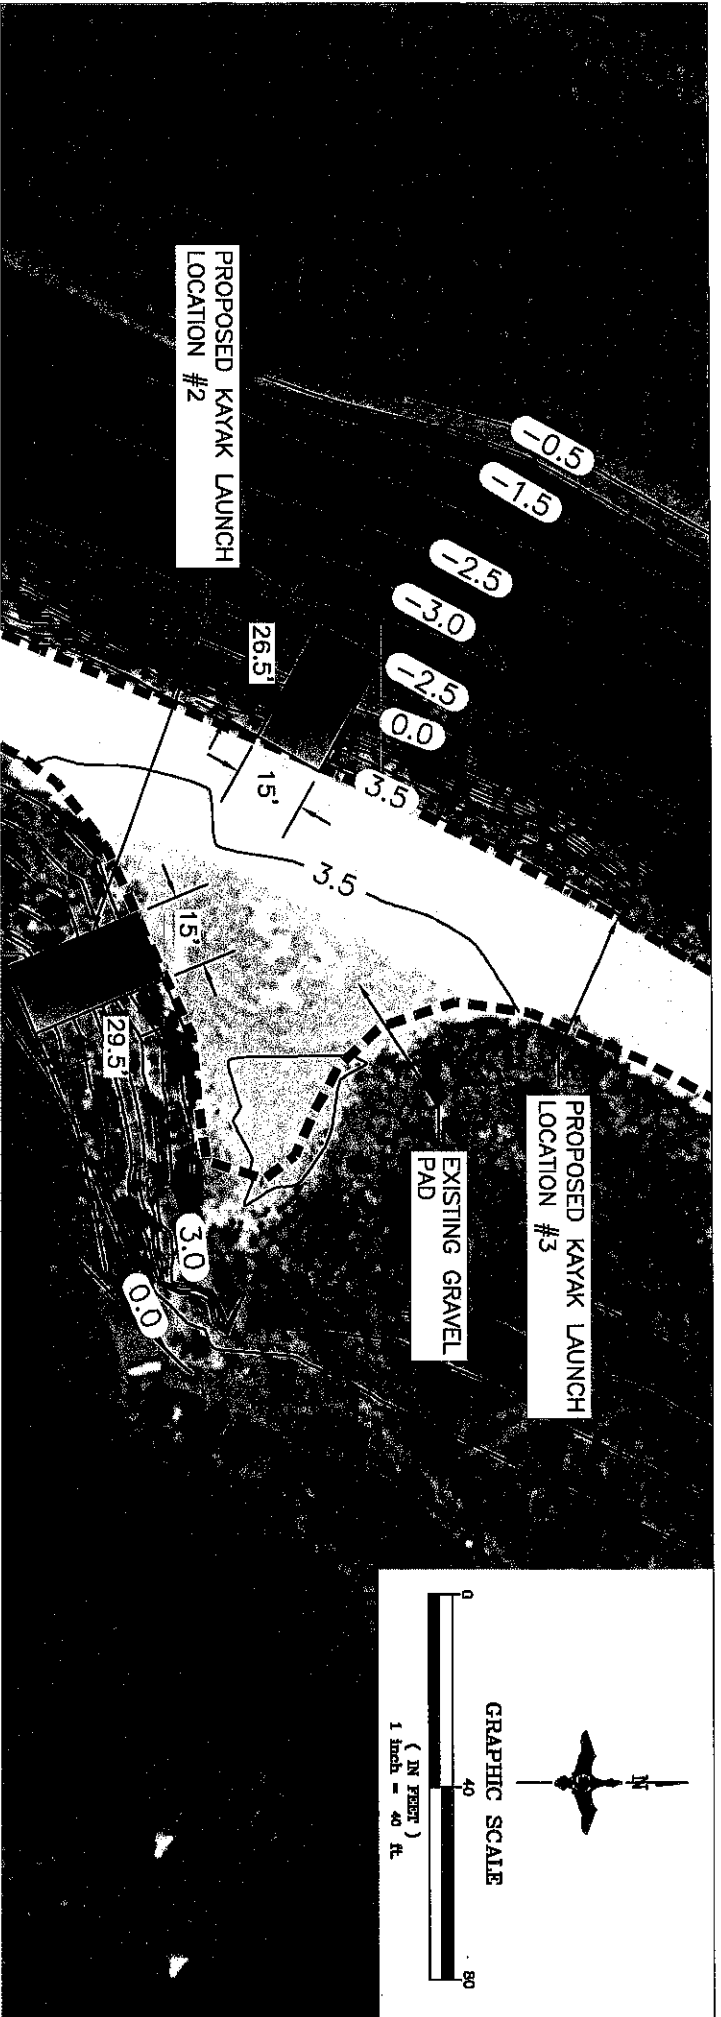 PROPOSED KAYAK LAUNCH
LOCATION #3
EXISTING GRAVEL
PAD
-0.5
-1.5
-2.5
-3.0
-2.5
0.0
3.5
3.5
26.5'
15'
PROPOSED KAYAK LAUNCH
LOCATION #2
15'
29.5'
3.0
0.0
N
GRAPHIC SCALE
0
40
80
( IN FEET )
1 inch = 40 ft.